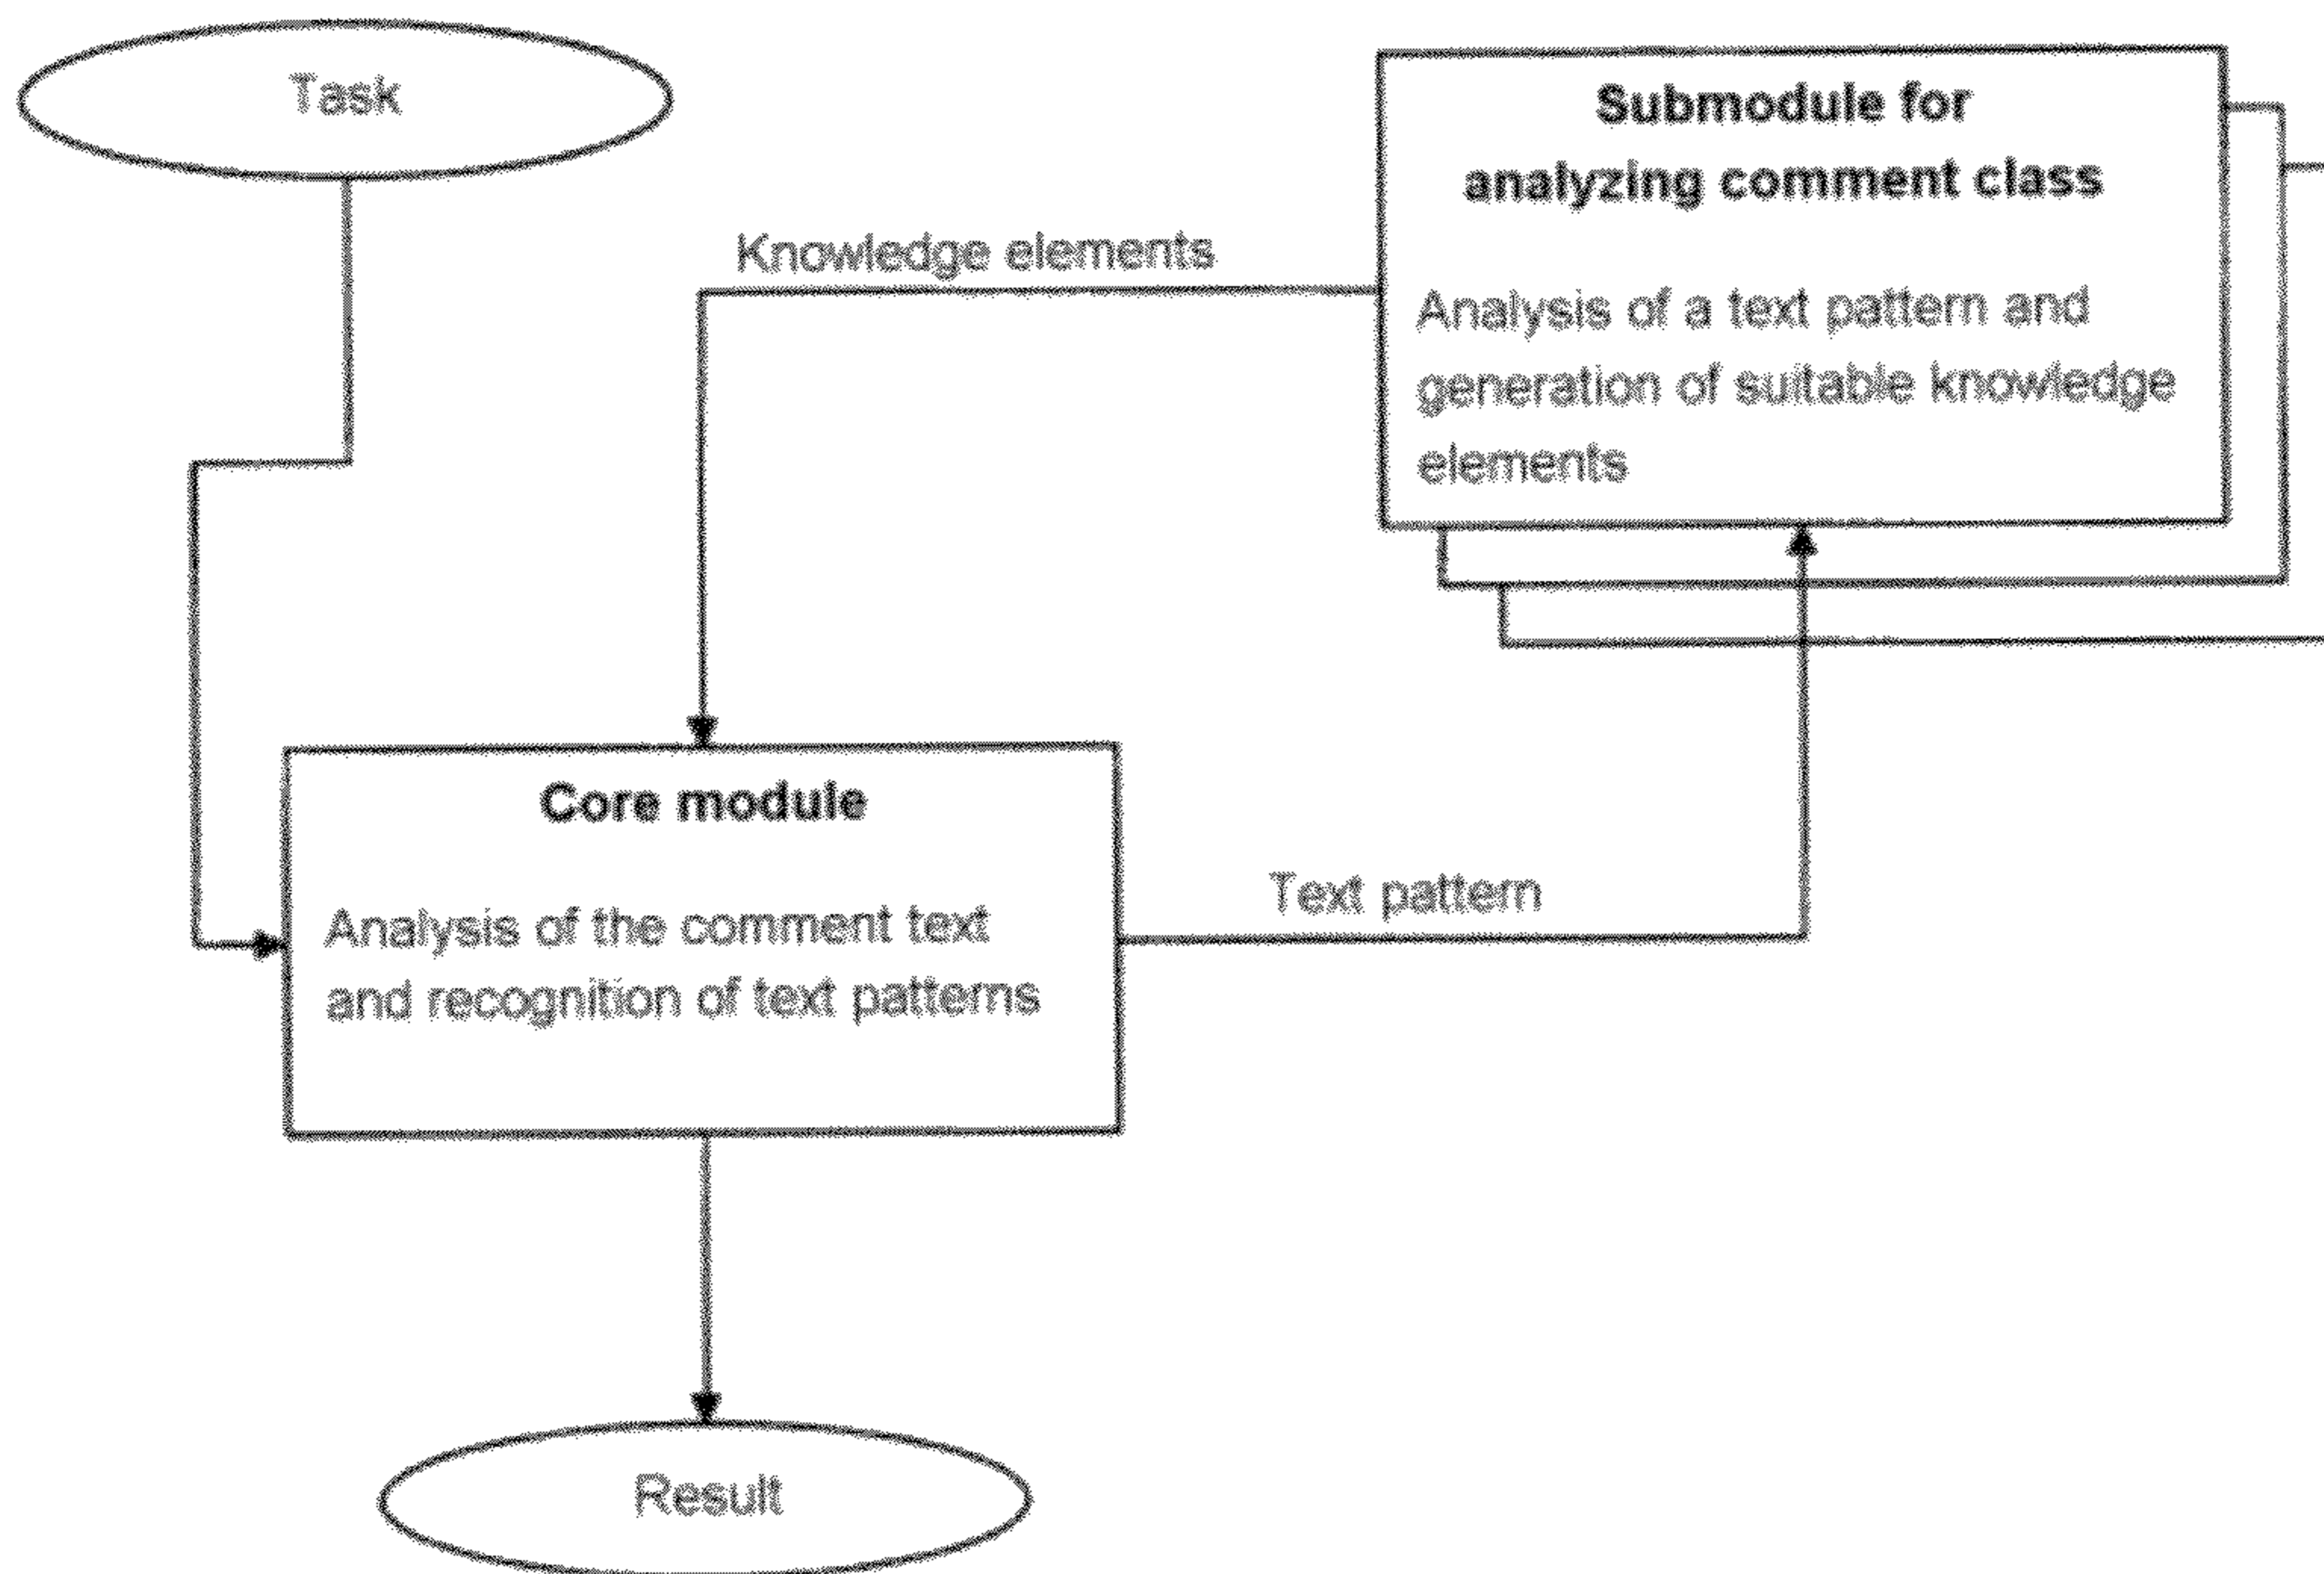 Task
Submodule for
analyzing comment class
Knowledge elements
Analysis of a text pattern and
generation of suitable knowledge
elements
Core module
Analysis of the comment text
and recognition of text patterns
Text pattern
Result